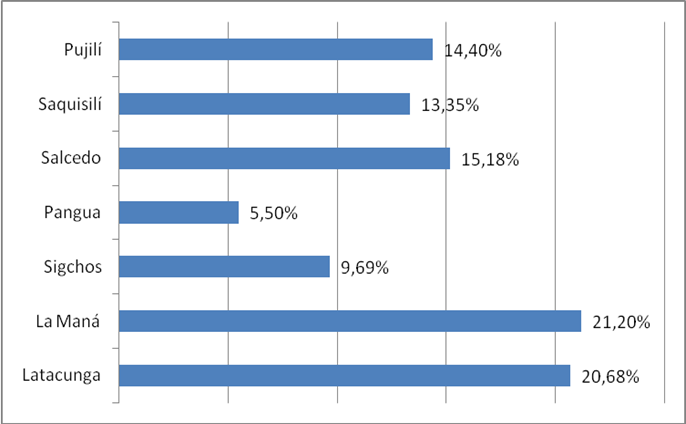 Pujilí 14,40%
Saquisilí 13,35%
Salcedo 15,18%
Pangua 5,50%
Sigchos 9,69%
La Maná 21,20%
Latacunga 20,68%